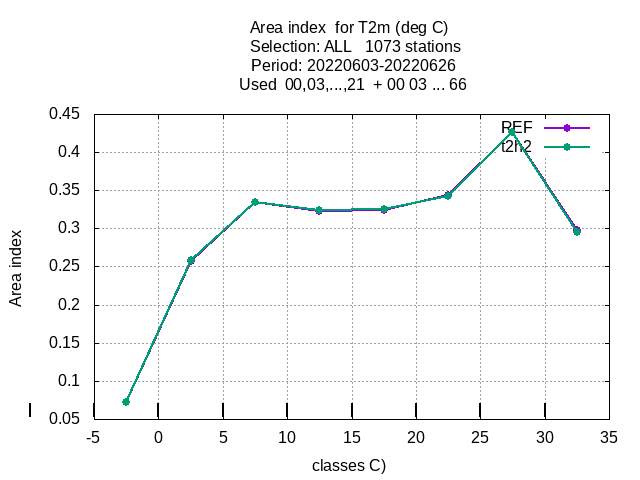 Area index  for T2m (deg C)
Selection: ALL   1073 stations
Period: 20220603-20220626
Used  00,03,...,21  + 00 03 ... 66
0.45
0.4
0.35
0.3
0.25
0.2
0.15
0.1
0.05
Area index
REF
t2h2
-5 0 5 10 15 20 25 30 35
classes C)